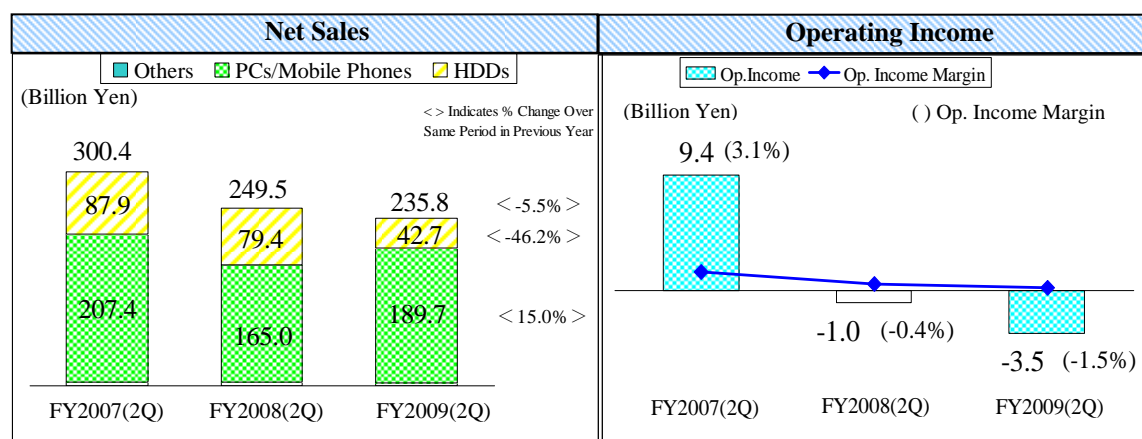 Net Sales
Others PCs/Mobile Phones HDDs
(Billion Yen)
< > Indicates % Change Over
Same Period in Previous Year
300.4
249.5
235.8
< -5.5% >
87.9
79.4
42.7
< -46.2% >
207.4
165.0
189.7
< 15.0% >
FY2007(2Q) FY2008(2Q) FY2009(2Q)
Operating Income
Op.Income Op. Income Margin
(Billion Yen) ( ) Op. Income Margin
9.4 (3.1%)
-1.0 (-0.4%)
-3.5 (-1.5%)
FY2007(2Q) FY2008(2Q) FY2009(2Q)